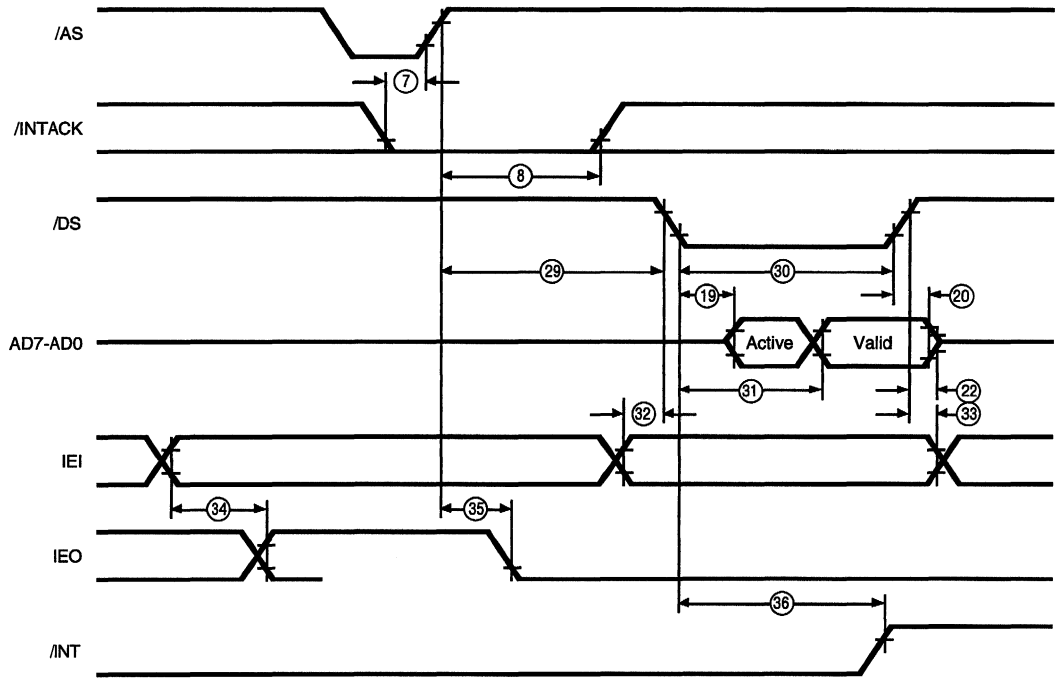 /AS
7
/INTACK
8
/DS
29
30
19
20
AD7-AD0
Active
Valid
31
22
32
33
IEI
34
35
IEO
36
/INT